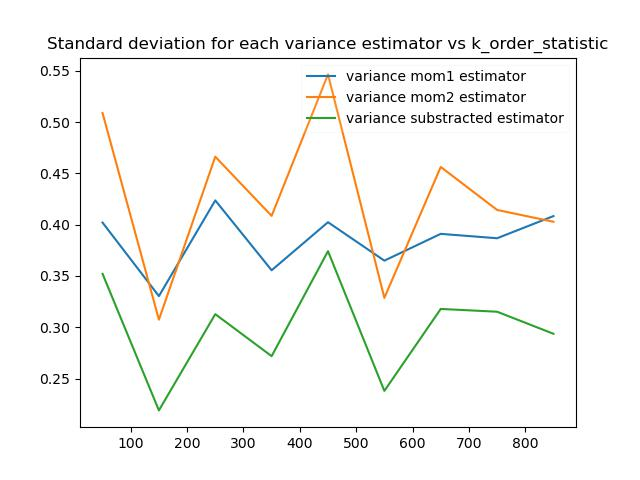 Standard deviation for each variance estimator vs k_order_statistic
variance mom1 estimator
variance mom2 estimator
variance substracted estimator
0.55
0.50
0.45
0.40
0.35
0.30
0.25
100 200 300 400 500 600 700 800